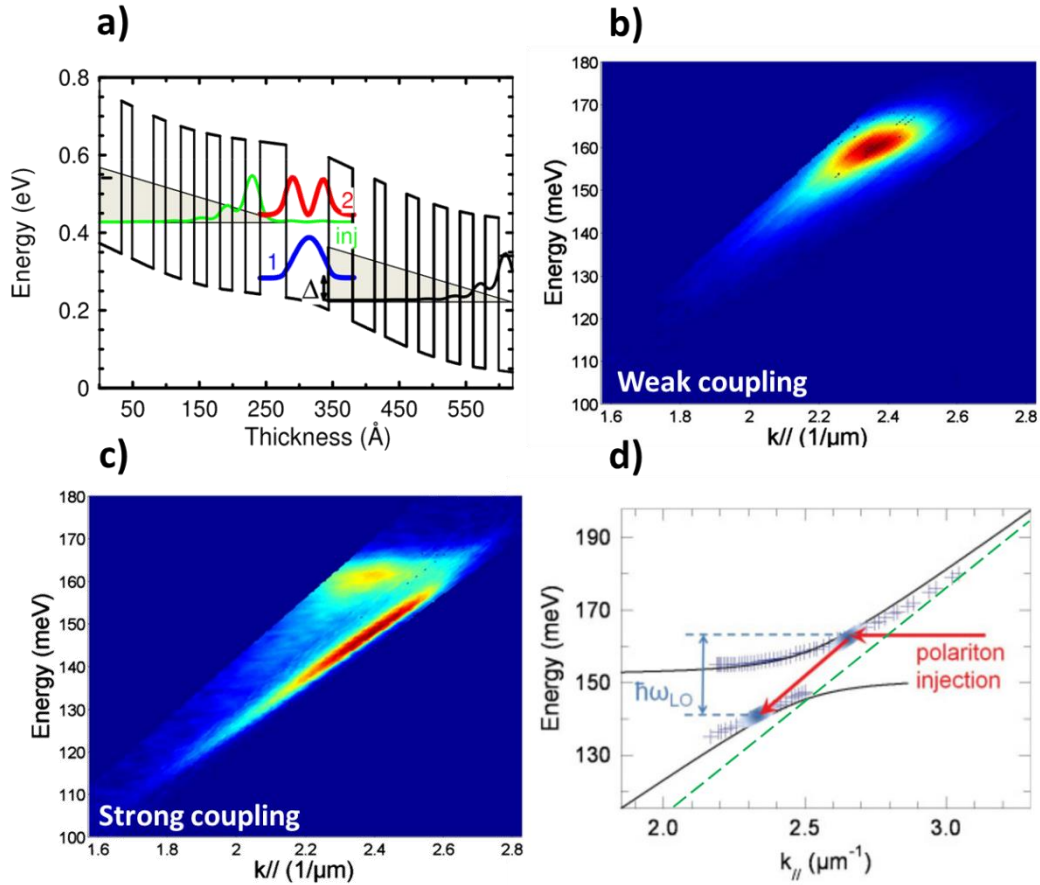 a)
0.8
0.6
0.4
0.2
0
Energy (eV)
2
inj
1
Δ
50 150 250 350 450 550
Thickness (Å)
b)
180
170
160
150
140
130
120
110
100
Energy (meV)
Weak coupling
1.6 1.8 2 2.2 2.4 2.6 2.8
k// (1/μm)
c)
180
170
160
150
140
130
120
110
100
Energy (meV)
Strong coupling
1.6 1.8 2 2.2 2.4 2.6 2.8
k// (1/μm)
d)
190
170
150
130
Energy (meV)
ħω_LO
polariton
injection
2.0 2.5 3.0
k_// (μm⁻¹)